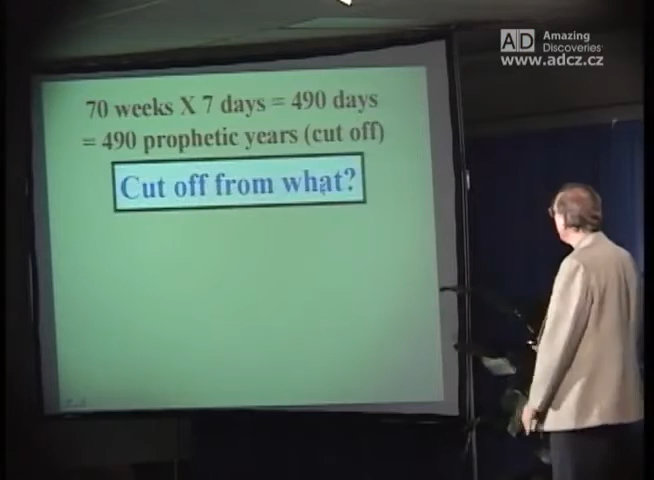 AD Amazing
Discoveries
www.adcz.cz
70 weeks X 7 days = 490 days
= 490 prophetic years (cut off)
Cut off from what?